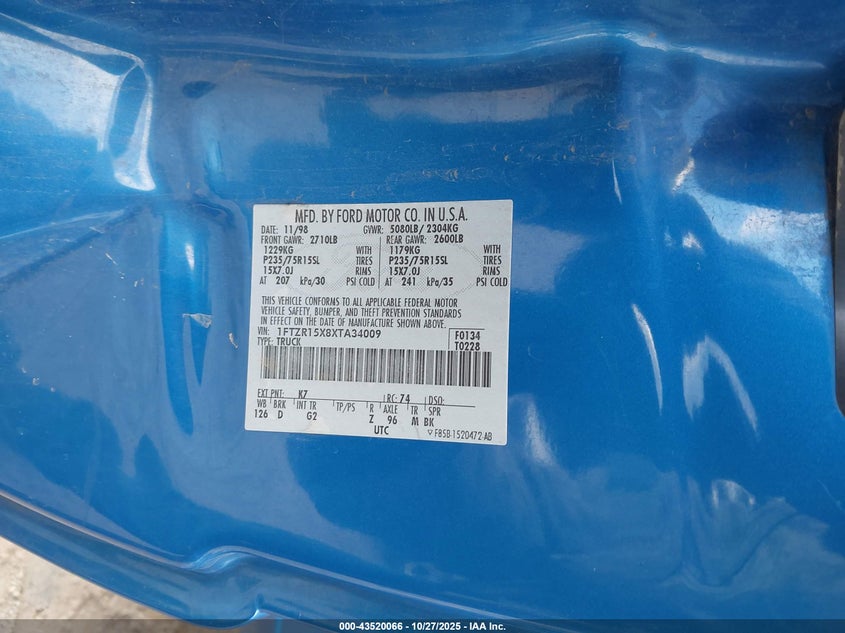 MFD. BY FORD MOTOR CO. IN U.S.A.
DATE: 11/98 GVWR: 5080LB/ 2304KG
FRONT GAWR: 2710LB REAR GAWR: 2600LB
1229KG WITH 1179KG WITH
P235/75R15SL TIRES P235/75R15SL TIRES
15X7.0J RIMS 15X7.0J RIMS
AT 207 kPa/30 PSI COLD AT 241 kPa/35 PSI COLD
THIS VEHICLE CONFORMS TO ALL APPLICABLE FEDERAL MOTOR
VEHICLE SAFETY, BUMPER, AND THEFT PREVENTION STANDARDS
IN EFFECT ON THE DATE OF MANUFACTURE SHOWN ABOVE.
VIN: 1FTZR15X8XTA34009 F0134
TYPE: TRUCK T0228
EXT PNT: K7 RC: 74 DSO:
WB BRK INT TR TP/PS R AXLE TR SPR
126 D G2 Z 96 M BK
UTC F85B-1520472-AB
000-43520066 - 10/27/2025 - IAA Inc.